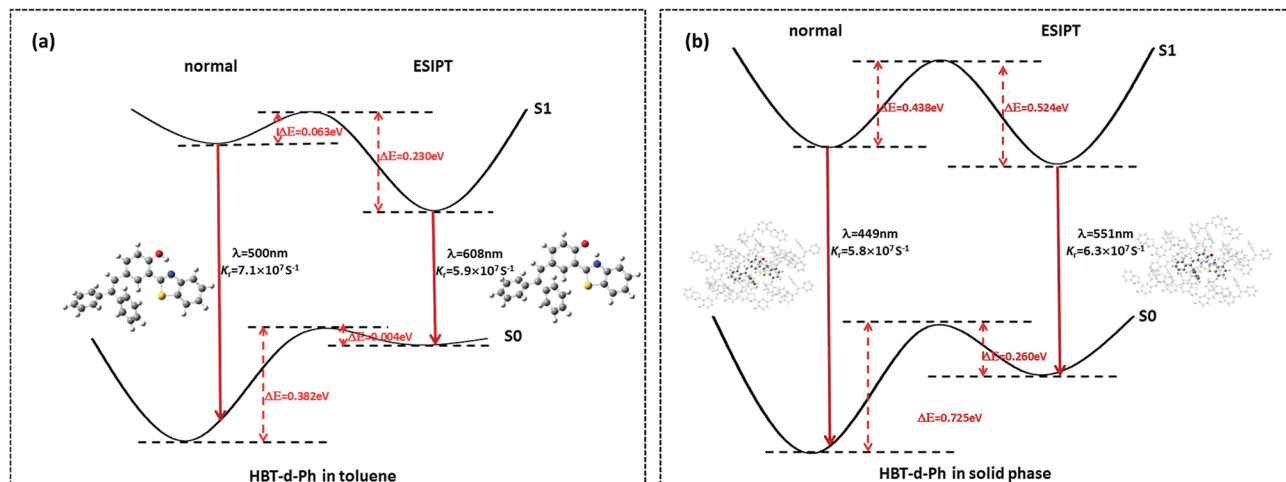 (a)
normal
ESIPT
S1
ΔE=0.063eV
ΔE=0.230eV
λ=500nm
Kr=7.1×10⁷S⁻¹
λ=608nm
Kr=5.9×10⁷S⁻¹
S0
ΔE=0.004eV
ΔE=0.382eV
HBT-d-Ph in toluene
(b)
normal
ESIPT
S1
ΔE=0.438eV
ΔE=0.524eV
λ=449nm
Kr=5.8×10⁷S⁻¹
λ=551nm
Kr=6.3×10⁷S⁻¹
S0
ΔE=0.260eV
ΔE=0.725eV
HBT-d-Ph in solid phase